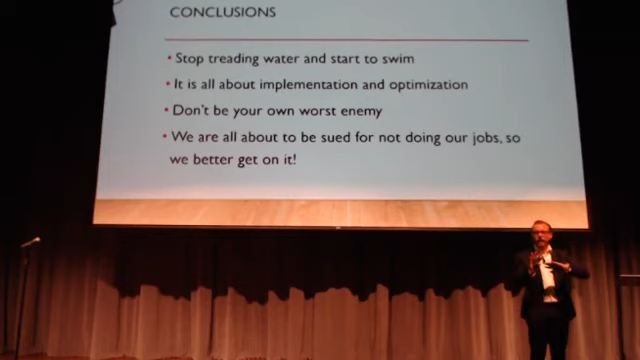 CONCLUSIONS
• Stop treading water and start to swim
• It is all about implementation and optimization
• Don't be your own worst enemy
• We are all about to be sued for not doing our jobs, so
we better get on it!